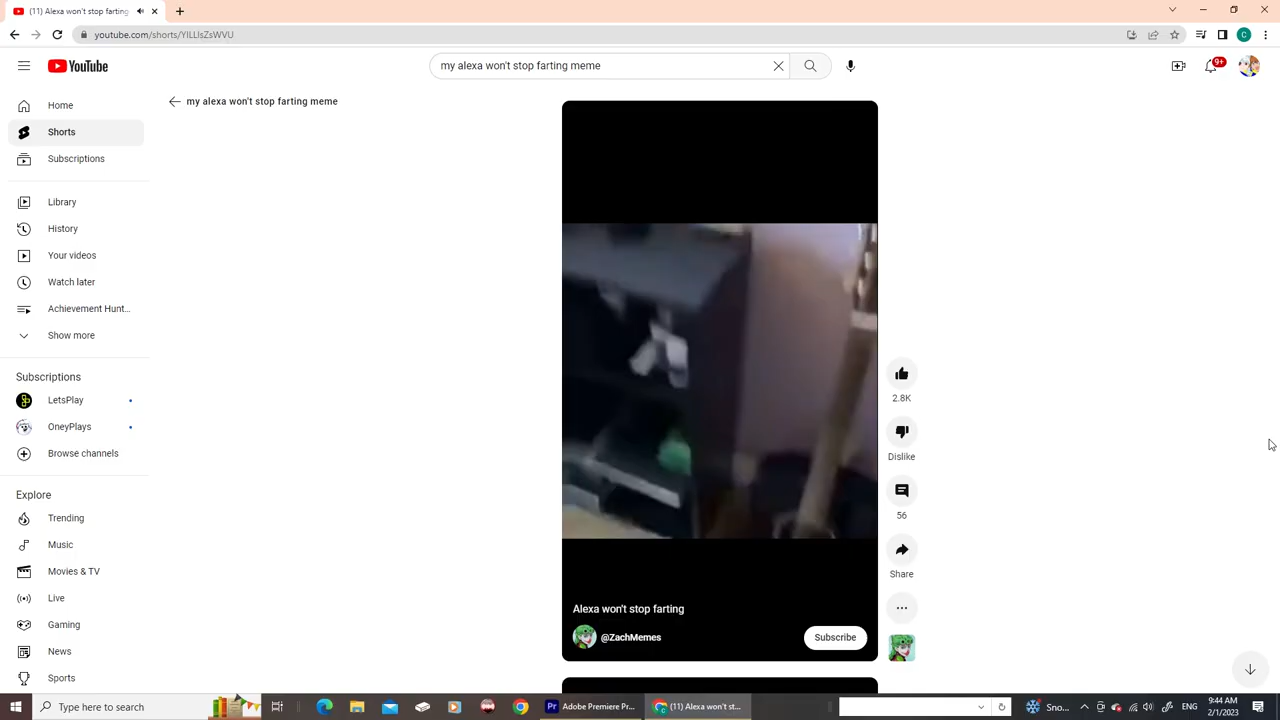 (11) Alexa won't stop farting
youtube.com/shorts/YILLlsZsWVU
C
YouTube
my alexa won't stop farting meme
9+
Home
my alexa won't stop farting meme
Shorts
Subscriptions
Library
History
Your videos
Watch later
Achievement Hunt...
Show more
Subscriptions
LetsPlay
OneyPlays
Browse channels
Explore
Trending
Music
Movies & TV
Live
Gaming
News
Sports
2.8K
Dislike
56
Share
Alexa won't stop farting
@ZachMemes
Subscribe
Type here to search
Pr
Adobe Premiere Pr...
(11) Alexa won't st...
Sno...
ENG
9:44 AM
2/1/2023